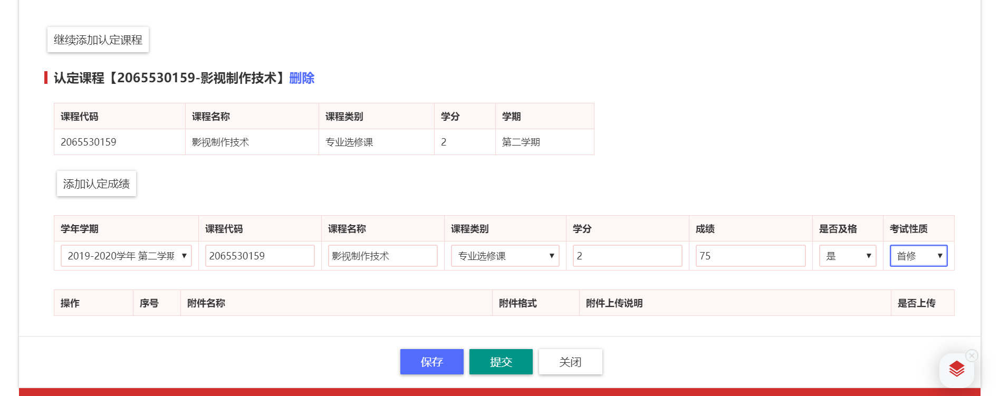 继续添加认定课程
认定课程【2065530159-影视制作技术】删除
课程代码 课程名称 课程类别 学分 学期
2065530159 影视制作技术 专业选修课 2 第二学期
添加认定成绩
学年学期 课程代码 课程名称 课程类别 学分 成绩 是否及格 考试性质
2019-2020学年 第二学期 2065530159 影视制作技术 专业选修课 2 75 是 首修
操作 序号 附件名称 附件格式 附件上传说明 是否上传
保存 提交 关闭